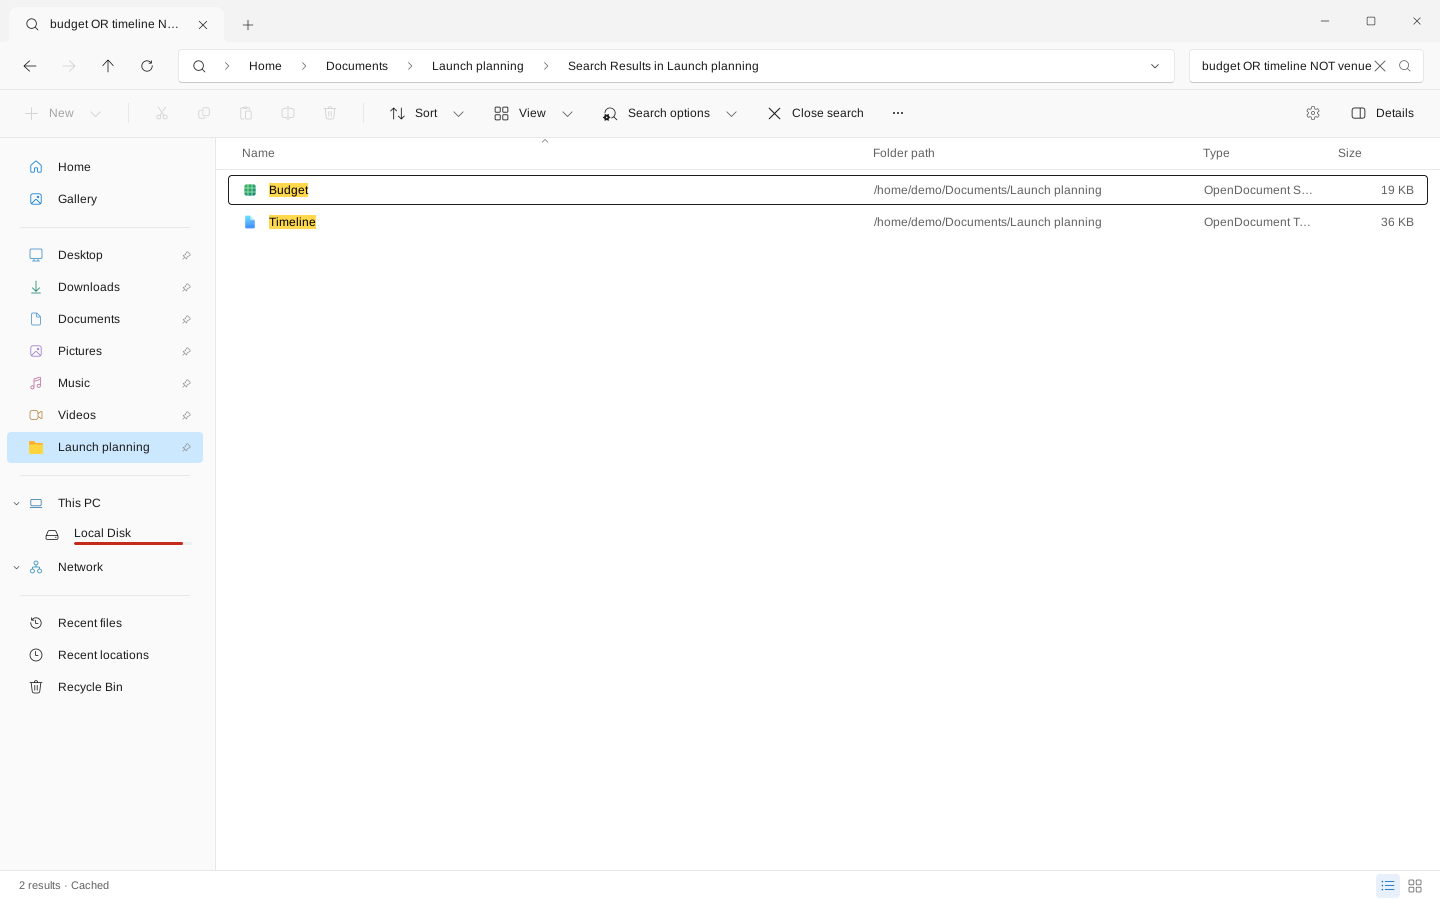 budget OR timeline N...
Home
Documents
Launch planning
Search Results in Launch planning
budget OR timeline NOT venue
New
Sort
View
Search options
Close search
Details
Name
Folder path
Type
Size
Budget
/home/demo/Documents/Launch planning
OpenDocument S...
19 KB
Timeline
/home/demo/Documents/Launch planning
OpenDocument T...
36 KB
Home
Gallery
Desktop
Downloads
Documents
Pictures
Music
Videos
Launch planning
This PC
Local Disk
Network
Recent files
Recent locations
Recycle Bin
2 results · Cached